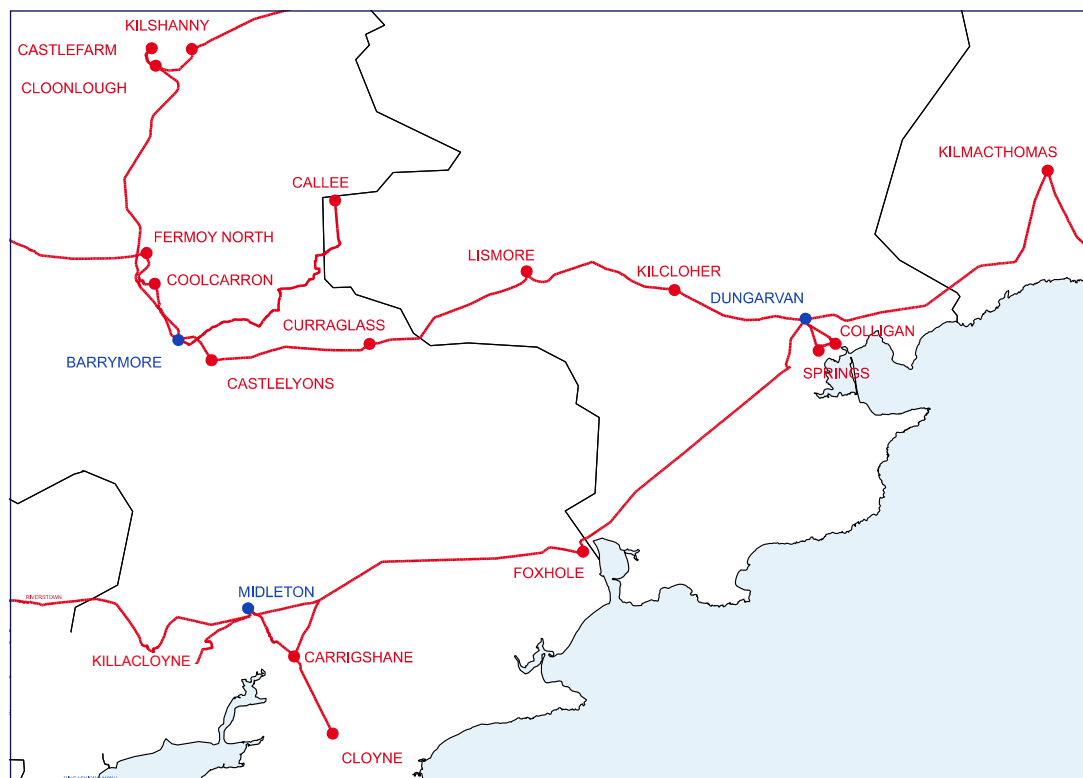 KILSHANNY
CASTLEFARM
CLOONLOUGH
KILMACTHOMAS
CALLEE
FERMOY NORTH
LISMORE
KILCLOHER
COOLCARRON
DUNGARVAN
CURRAGLASS
COLLIGAN
BARRYMORE
SPRINGS
CASTLELYONS
FOXHOLE
MIDLETON
RIVERSTOWN
CARRIGSHANE
KILLACLOYNE
CLOYNE